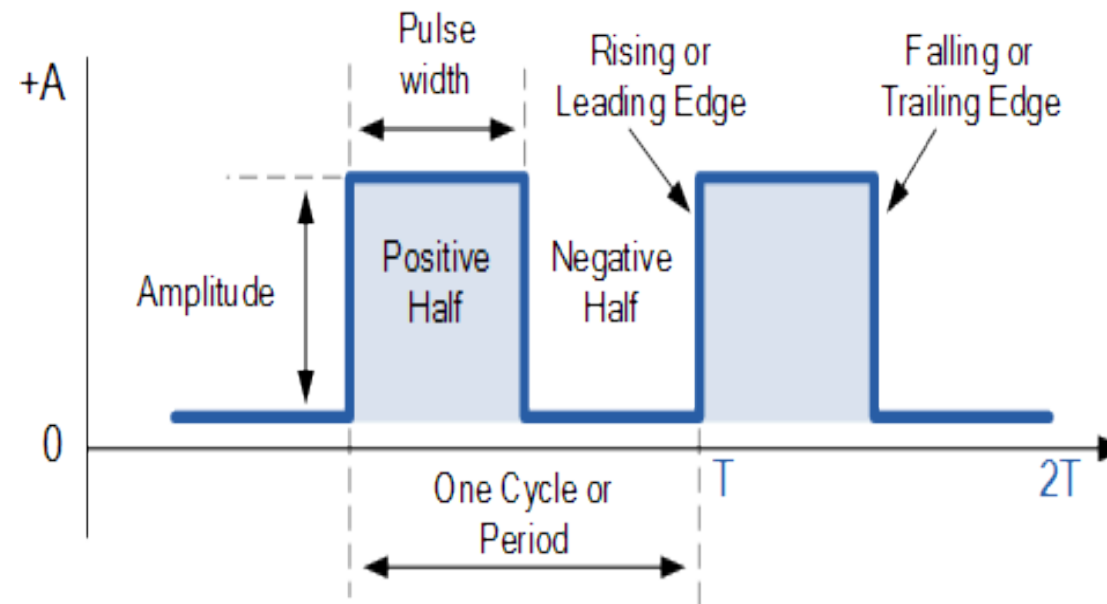 Pulse
width
Rising or
Leading Edge
Falling or
Trailing Edge
+A
Amplitude
Positive
Half
Negative
Half
0
T
2T
One Cycle or
Period